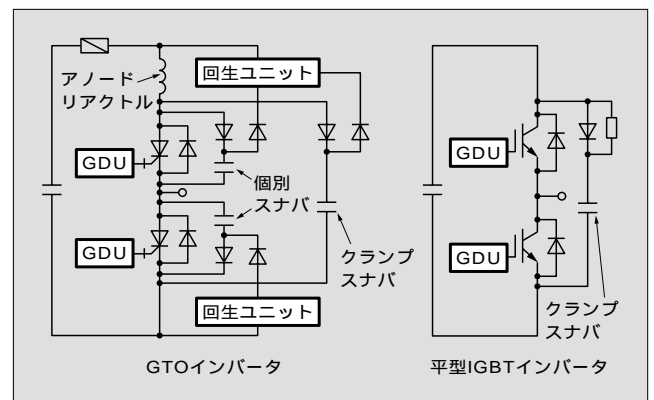 アノード
リアクトル
回生ユニット
GDU
個別
スナバ
GDU
クランプ
スナバ
回生ユニット
GTOインバータ
GDU
GDU
クランプ
スナバ
平型IGBTインバータ